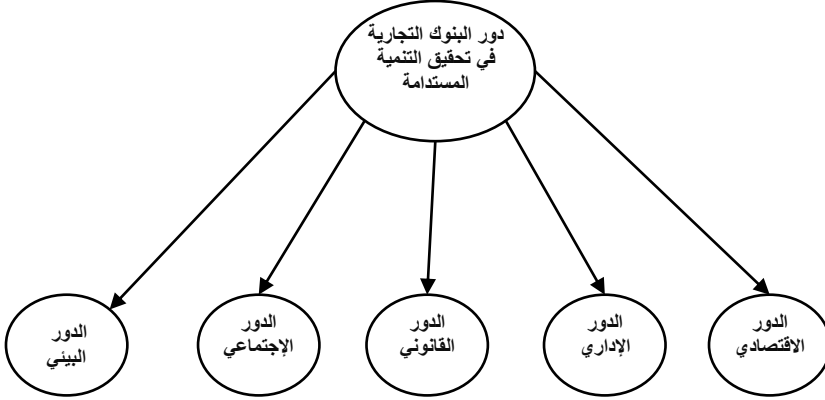 دور البنوك التجارية
في تحقيق التنمية
المستدامة
الدور
الاقتصادي
الدور
الإداري
الدور
القانوني
الدور
الإجتماعي
الدور
البيئي